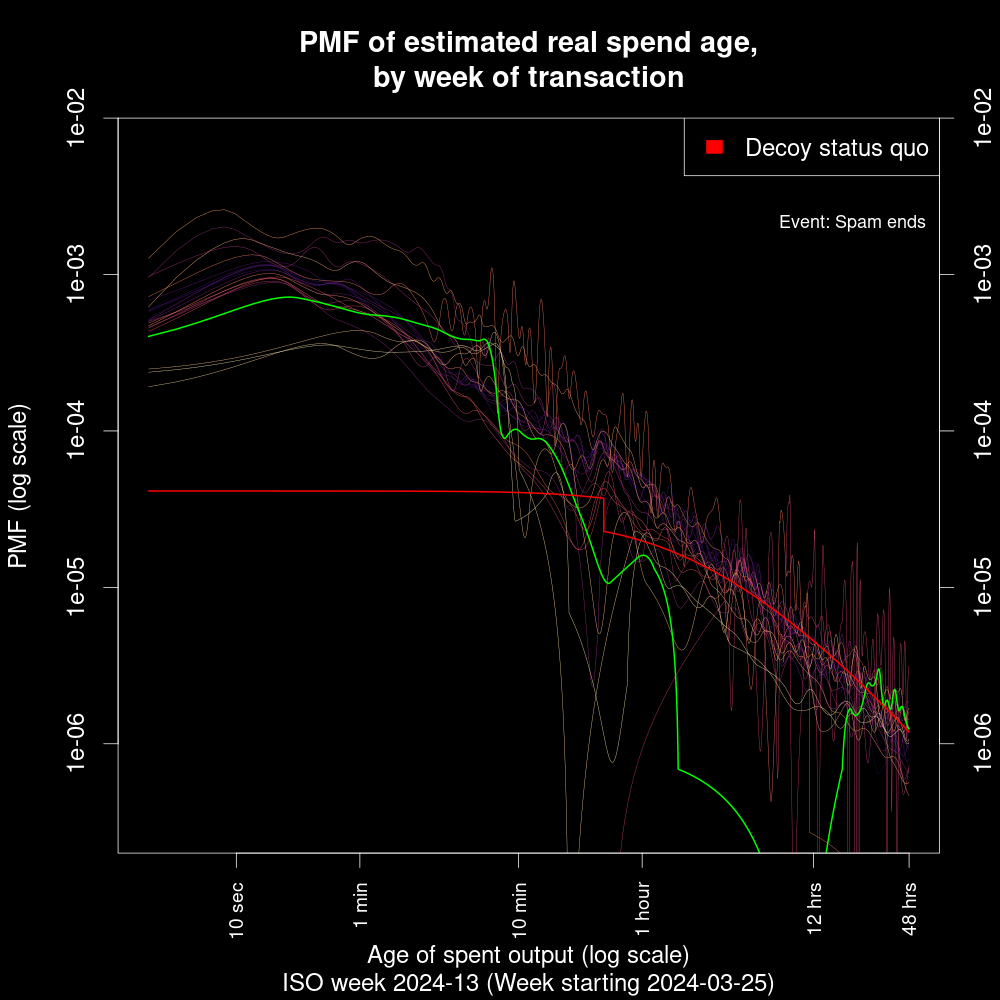 PMF of estimated real spend age,
by week of transaction
Decoy status quo
Event: Spam ends
PMF (log scale)
1e-02
1e-03
1e-04
1e-05
1e-06
1e-02
1e-03
1e-04
1e-05
1e-06
10 sec
1 min
10 min
1 hour
12 hrs
48 hrs
Age of spent output (log scale)
ISO week 2024-13 (Week starting 2024-03-25)